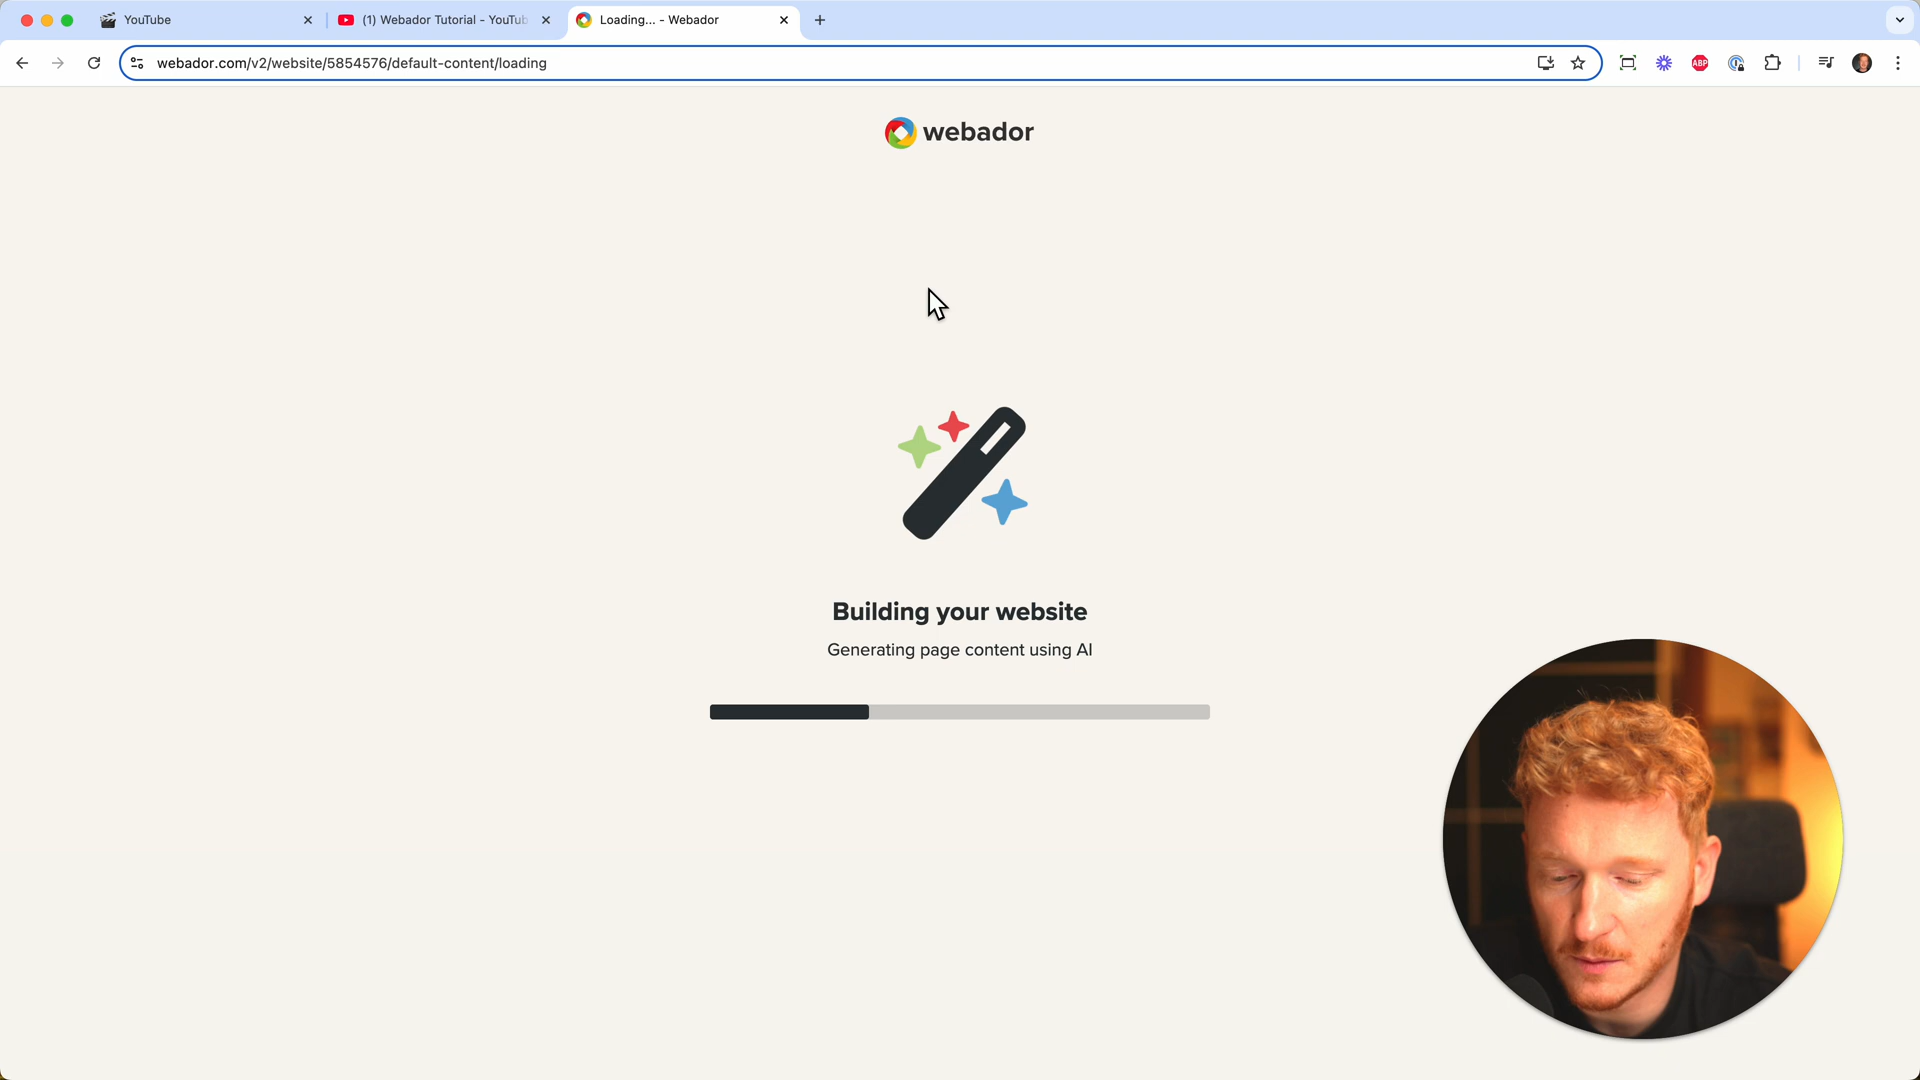 YouTube
(1) Webador Tutorial - YouTub
Loading... - Webador
webador.com/v2/website/5854576/default-content/loading
ABP
webador
Building your website
Generating page content using AI